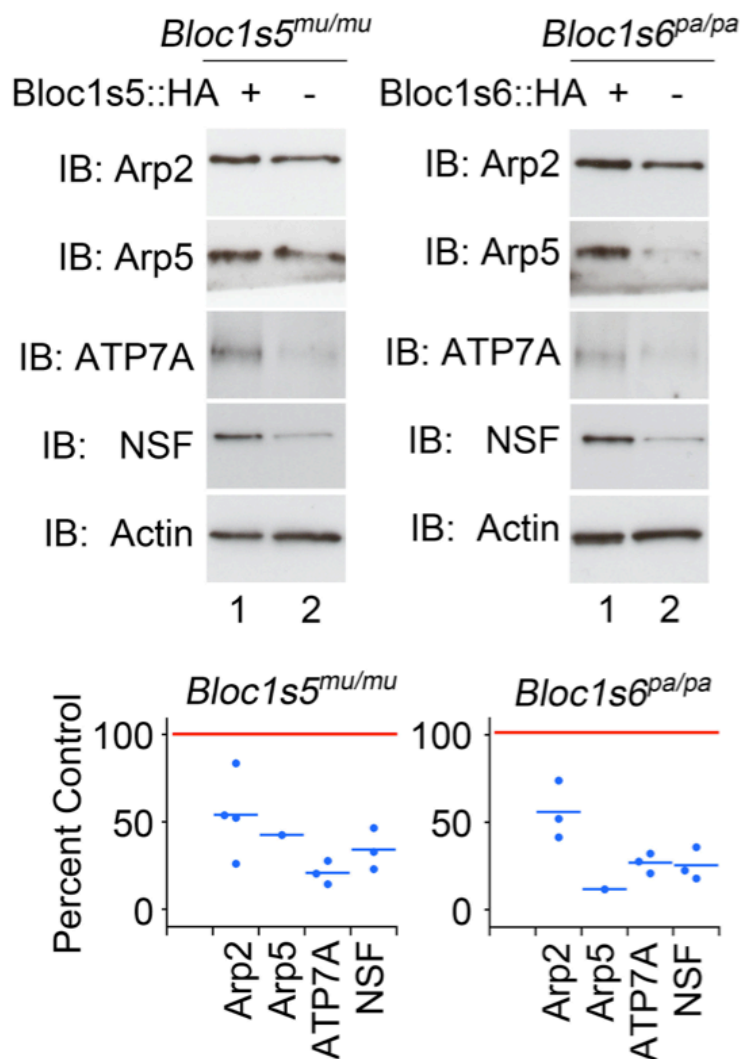 Bloc1s5mu/mu Bloc1s6pa/pa
Bloc1s5::HA + - Bloc1s6::HA + -
IB: Arp2 IB: Arp2
IB: Arp5 IB: Arp5
IB: ATP7A IB: ATP7A
IB: NSF IB: NSF
IB: Actin IB: Actin
1 2 1 2
Bloc1s5mu/mu Bloc1s6pa/pa
Percent Control
100 100
50 50
0 0
Arp2 Arp5 ATP7A NSF Arp2 Arp5 ATP7A NSF